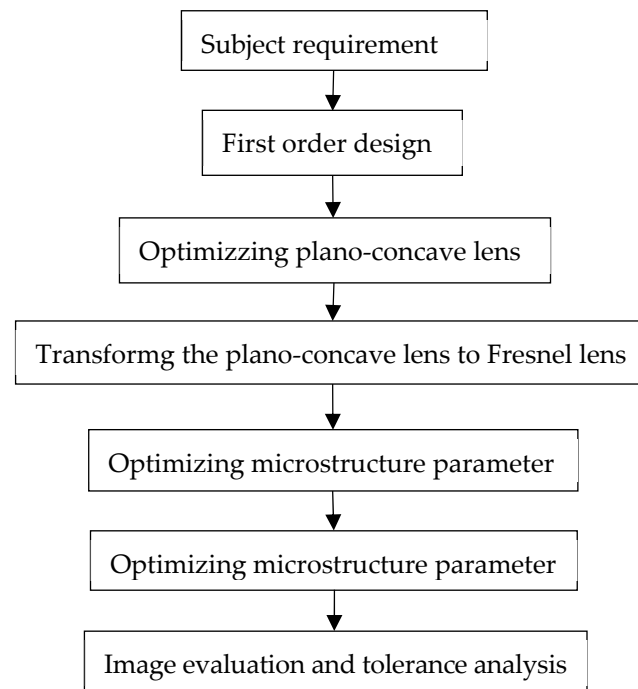 Subject requirement
First order design
Optimizzing plano-concave lens
Transformg the plano-concave lens to Fresnel lens
Optimizing microstructure parameter
Optimizing microstructure parameter
Image evaluation and tolerance analysis